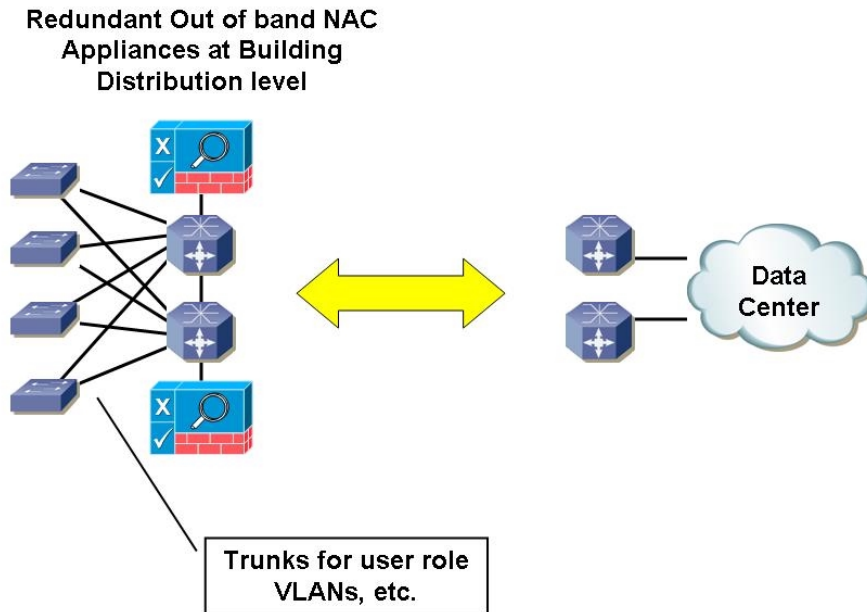 Redundant Out of band NAC
Appliances at Building
Distribution level
X
X
Data
Center
Trunks for user role
VLANs, etc.